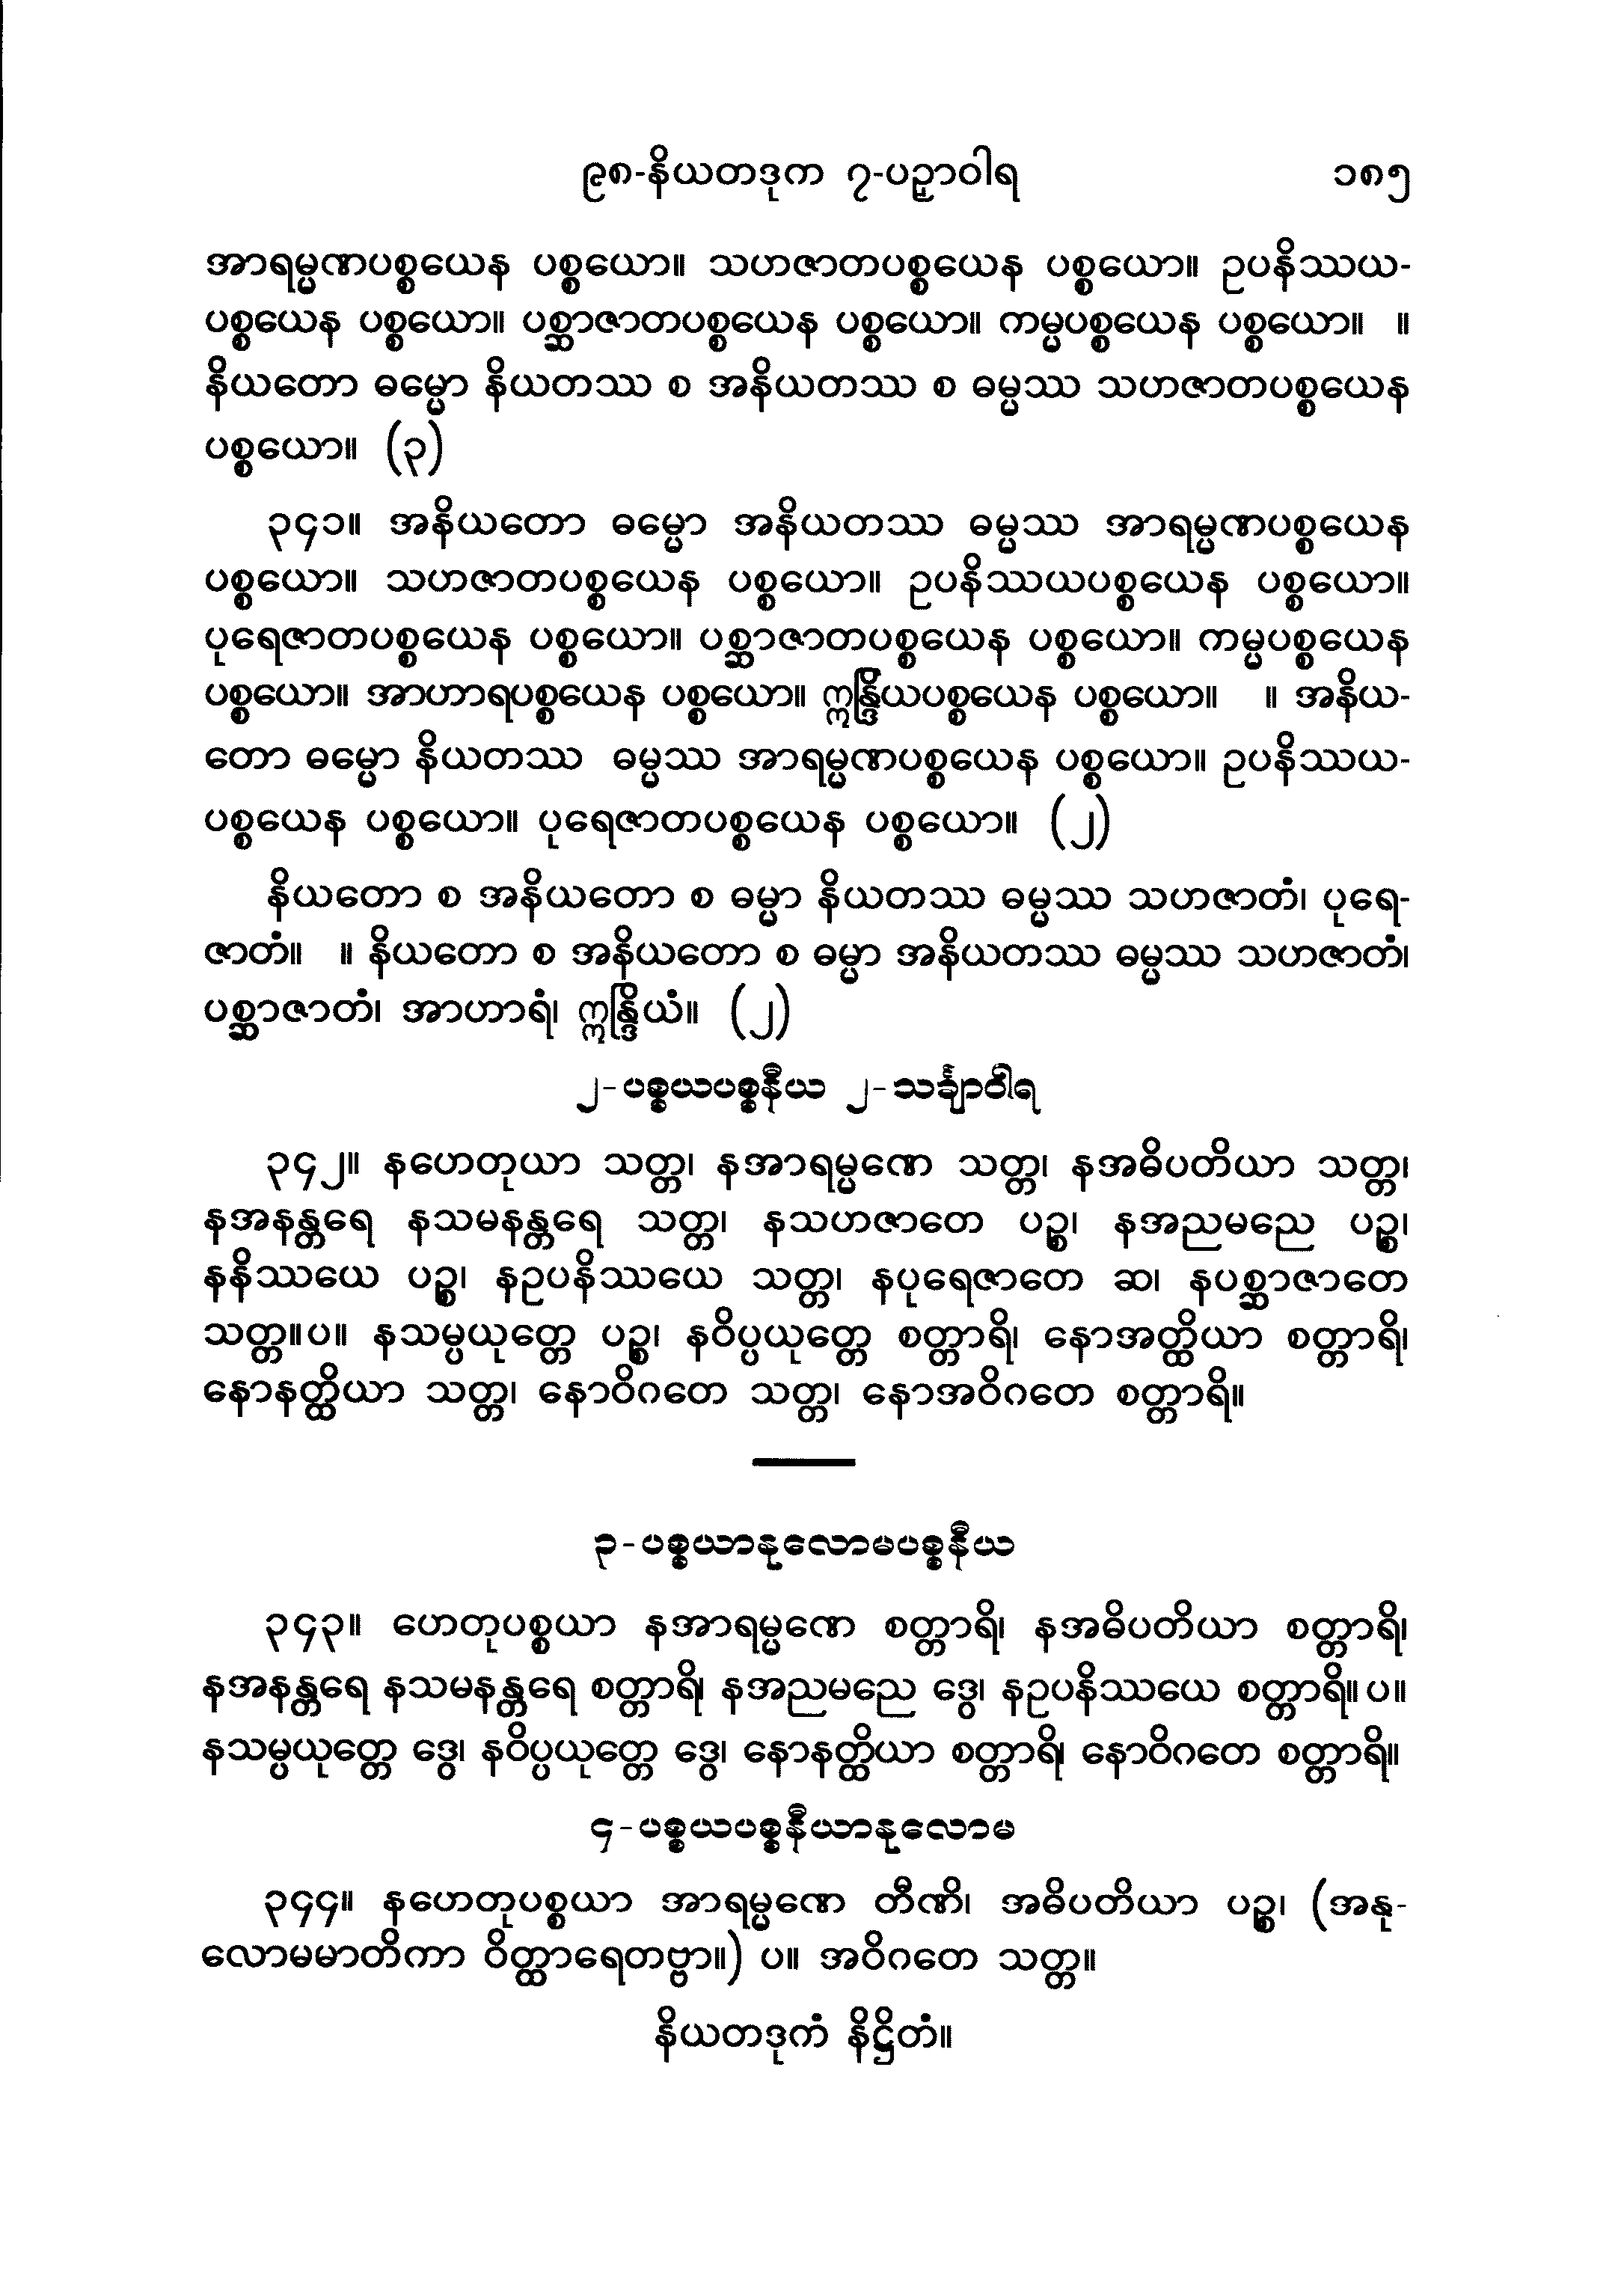 ၉၈-နိယတဒုက ၇-ပဉှာဝါရ ၁၈၅
အာရမ္မဏပစ္စယေန ပစ္စယော။ သဟဇာတပစ္စယေန ပစ္စယော။ ဥပနိဿယ-
ပစ္စယေန ပစ္စယော။ ပစ္ဆာဇာတပစ္စယေန ပစ္စယော။ ကမ္မပစ္စယေန ပစ္စယော။ ။
နိယတော ဓမ္မော နိယတဿ စ အနိယတဿ စ ဓမ္မဿ သဟဇာတပစ္စယေန
ပစ္စယော။ (၃)
၃၄၁။ အနိယတော ဓမ္မော အနိယတဿ ဓမ္မဿ အာရမ္မဏပစ္စယေန
ပစ္စယော။ သဟဇာတပစ္စယေန ပစ္စယော။ ဥပနိဿယပစ္စယေန ပစ္စယော။
ပုရေဇာတပစ္စယေန ပစ္စယော။ ပစ္ဆာဇာတပစ္စယေန ပစ္စယော။ ကမ္မပစ္စယေန
ပစ္စယော။ အာဟာရပစ္စယေန ပစ္စယော။ ဣန္ဒြိယပစ္စယေန ပစ္စယော။ ။ အနိယ-
တော ဓမ္မော နိယတဿ ဓမ္မဿ အာရမ္မဏပစ္စယေန ပစ္စယော။ ဥပနိဿယ-
ပစ္စယေန ပစ္စယော။ ပုရေဇာတပစ္စယေန ပစ္စယော။ (၂)
နိယတော စ အနိယတော စ ဓမ္မာ နိယတဿ ဓမ္မဿ သဟဇာတံ၊ ပုရေ-
ဇာတံ။ ။ နိယတော စ အနိယတော စ ဓမ္မာ အနိယတဿ ဓမ္မဿ သဟဇာတံ၊
ပစ္ဆာဇာတံ၊ အာဟာရံ၊ ဣန္ဒြိယံ။ (၂)
၂-ပစ္စယပစ္စနီယ ၂-သင်္ချာဝါရ
၃၄၂။ နဟေတုယာ သတ္တ၊ နအာရမ္မဏေ သတ္တ၊ နအဓိပတိယာ သတ္တ၊
နအနန္တရေ နသမနန္တရေ သတ္တ၊ နသဟဇာတေ ပဉ္စ၊ နအညမညေ ပဉ္စ၊
နနိဿယေ ပဉ္စ၊ နဥပနိဿယေ သတ္တ၊ နပုရေဇာတေ ဆ၊ နပစ္ဆာဇာတေ
သတ္တ။ပ။ နသမ္ပယုတ္တေ ပဉ္စ၊ နဝိပ္ပယုတ္တေ စတ္တာရိ၊ နောအတ္ထိယာ စတ္တာရိ၊
နောနတ္ထိယာ သတ္တ၊ နောဝိဂတေ သတ္တ၊ နောအဝိဂတေ စတ္တာရိ။
၃-ပစ္စယာနုလောမပစ္စနီယ
၃၄၃။ ဟေတုပစ္စယာ နအာရမ္မဏေ စတ္တာရိ၊ နအဓိပတိယာ စတ္တာရိ၊
နအနန္တရေ နသမနန္တရေ စတ္တာရိ၊ နအညမညေ ဒွေ၊ နဥပနိဿယေ စတ္တာရိ။ပ။
နသမ္ပယုတ္တေ ဒွေ၊ နဝိပ္ပယုတ္တေ ဒွေ၊ နောနတ္ထိယာ စတ္တာရိ၊ နောဝိဂတေ စတ္တာရိ။
၄-ပစ္စယပစ္စနီယာနုလောမ
၃၄၄။ နဟေတုပစ္စယာ အာရမ္မဏေ တီဏိ၊ အဓိပတိယာ ပဉ္စ၊ (အနု-
လောမမာတိကာ ဝိတ္ထာရေတဗ္ဗာ။) ပ။ အဝိဂတေ သတ္တ။
နိယတဒုကံ နိဋ္ဌိတံ။